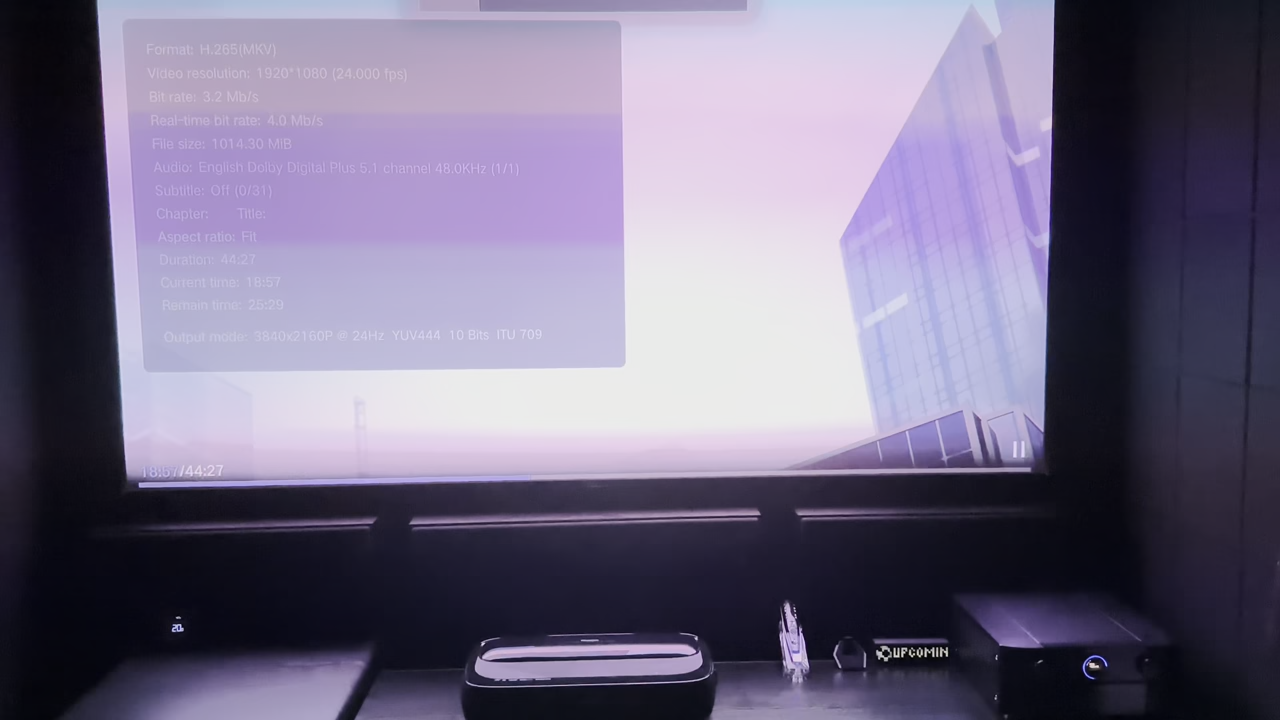 Format: H.265(MKV)
Video resolution: 1920*1080 (24.000 fps)
Bit rate: 3.2 Mb/s
Real-time bit rate: 4.0 Mb/s
File size: 1014.30 MiB
Audio: English Dolby Digital Plus 5.1 channel 48.0KHz (1/1)
Subtitle: Off (0/31)
Chapter: Title:
Aspect ratio: Fit
Duration: 44:27
Current time: 18:57
Remain time: 25:29
Output mode: 3840x2160P @ 24Hz YUV444 10 Bits ITU 709
18:57/44:27
20
UPCOMIN